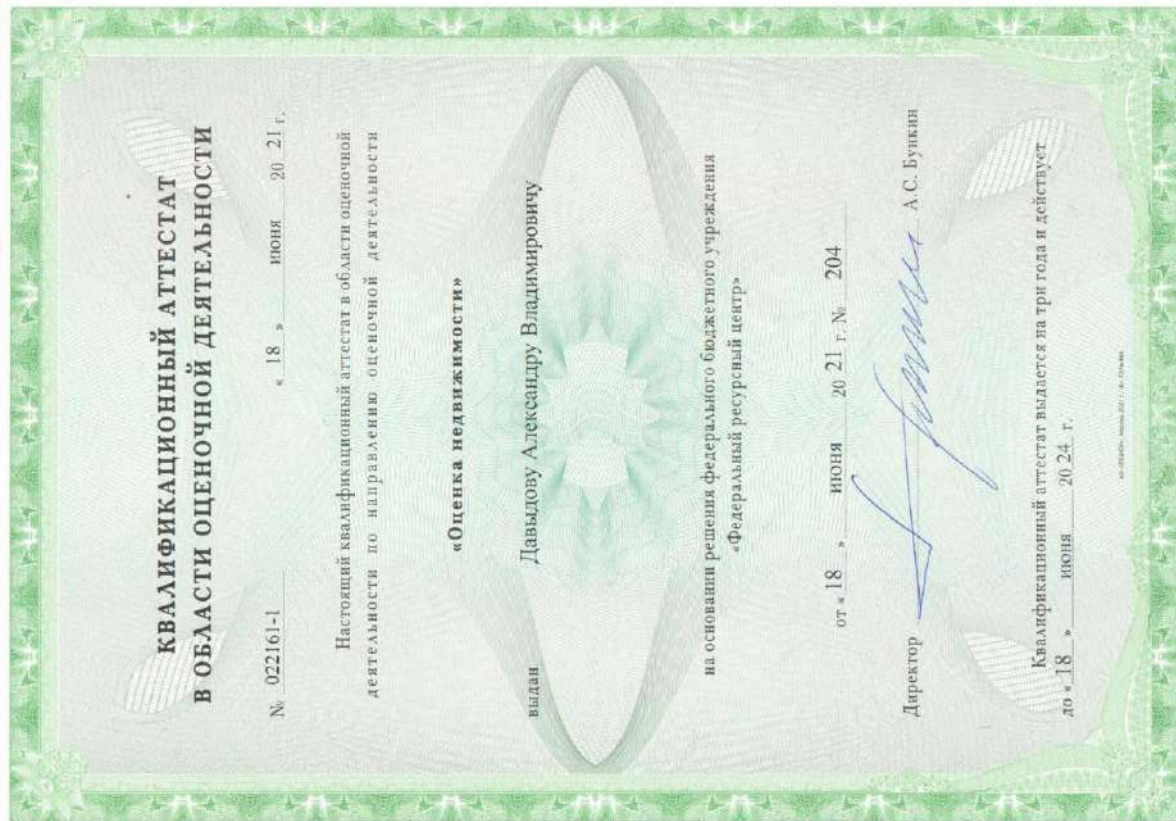 КВАЛИФИКАЦИОННЫЙ АТТЕСТАТ
В ОБЛАСТИ ОЦЕНОЧНОЙ ДЕЯТЕЛЬНОСТИ
№ 022161-1 « 18 » июня 20 21 г.
Настоящий квалификационный аттестат в области оценочной
деятельности по направлению оценочной деятельности
«Оценка недвижимости»
выдан Давыдову Александру Владимировичу
на основании решения федерального бюджетного учреждения
«Федеральный ресурсный центр»
от « 18 » июня 20 21 г. № 204
Директор А.С. Бункин
Квалификационный аттестат выдается на три года и действует
до « 18 » июня 20 24 г.